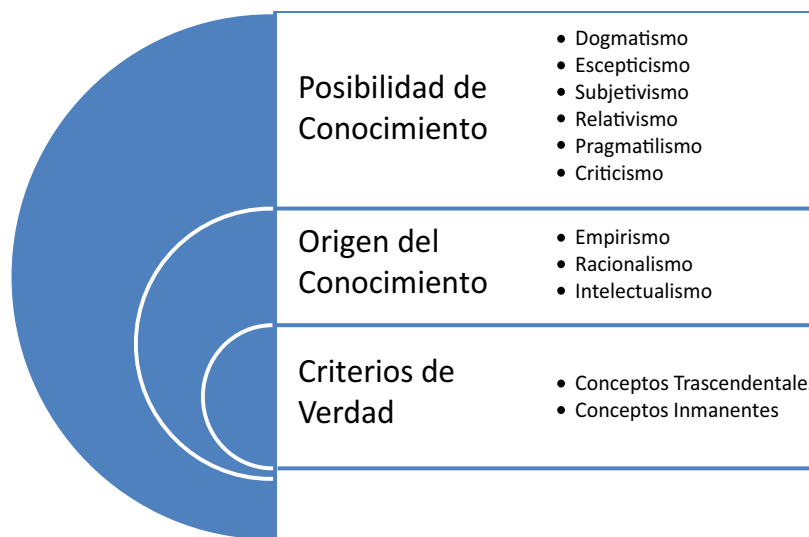 Posibilidad de
Conocimiento
• Dogmatismo
• Escepticismo
• Subjetivismo
• Relativismo
• Pragmatilismo
• Criticismo
Origen del
Conocimiento
• Empirismo
• Racionalismo
• Intelectualismo
Criterios de
Verdad
• Conceptos Trascendentales
• Conceptos Inmanentes